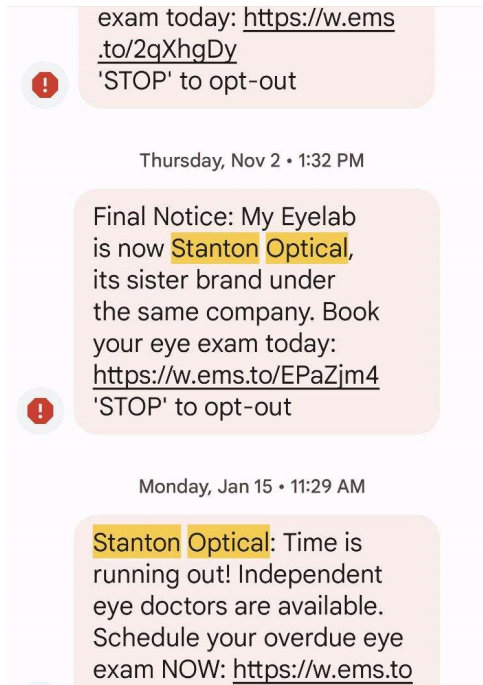 exam today: https://w.ems
.to/2qXhgDy
'STOP' to opt-out
Thursday, Nov 2 • 1:32 PM
Final Notice: My Eyelab
is now Stanton Optical,
its sister brand under
the same company. Book
your eye exam today:
https://w.ems.to/EPaZjm4
'STOP' to opt-out
Monday, Jan 15 • 11:29 AM
Stanton Optical: Time is
running out! Independent
eye doctors are available.
Schedule your overdue eye
exam NOW: https://w.ems.to